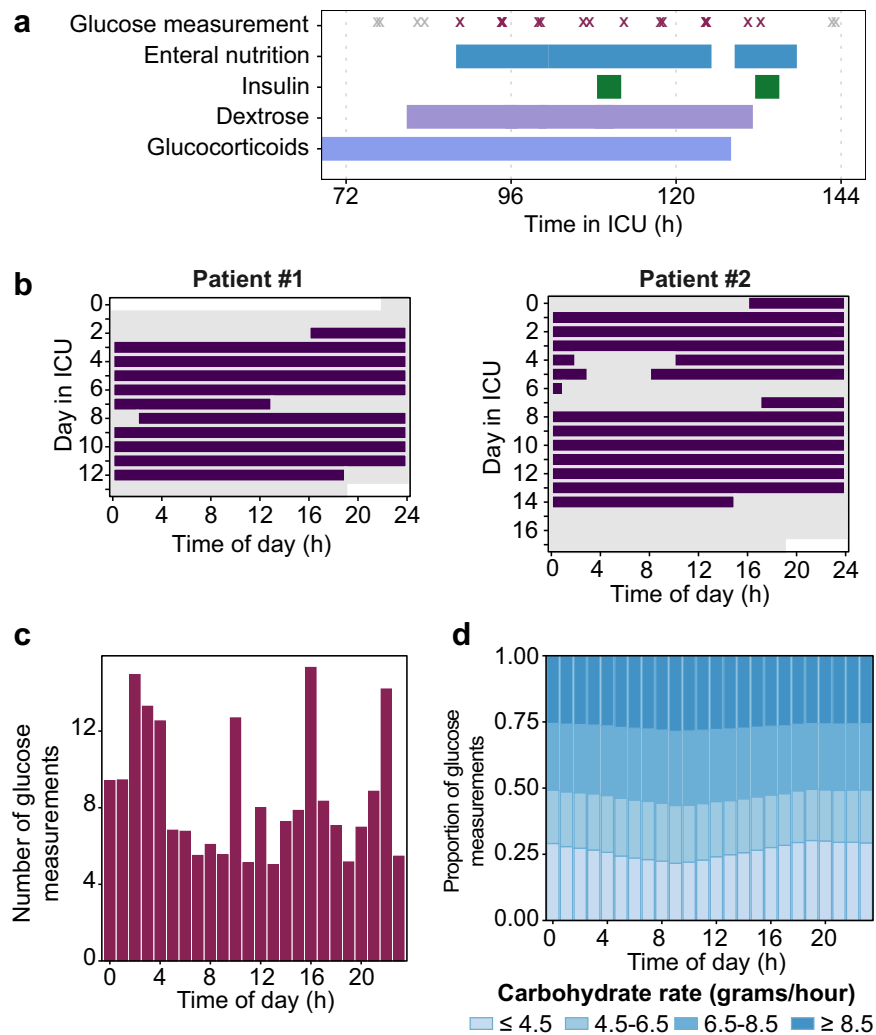 a
Glucose measurement
Enteral nutrition
Insulin
Dextrose
Glucocorticoids
72 96 120 144
Time in ICU (h)
b
Patient #1
Day in ICU
0
2
4
6
8
10
12
0 4 8 12 16 20 24
Time of day (h)
Patient #2
Day in ICU
0
2
4
6
8
10
12
14
16
0 4 8 12 16 20 24
Time of day (h)
c
Number of glucose
measurements
12
8
4
0
0 4 8 12 16 20
Time of day (h)
d
Proportion of glucose
measurements
1.00
0.75
0.50
0.25
0.00
0 4 8 12 16 20
Time of day (h)
Carbohydrate rate (grams/hour)
≤ 4.5 4.5-6.5 6.5-8.5 ≥ 8.5